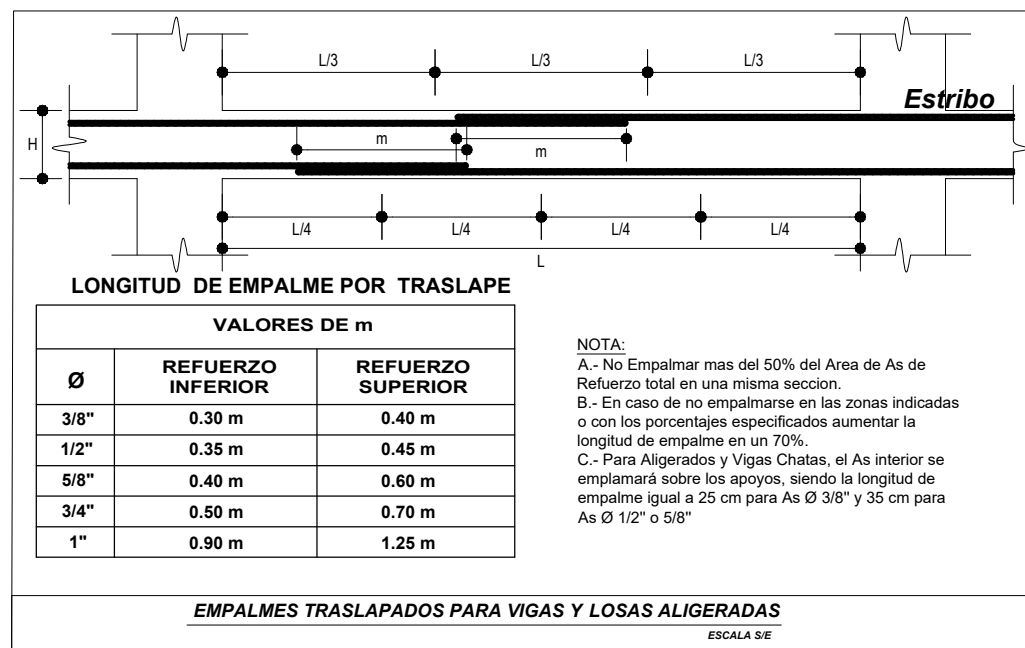 L/3 L/3 L/3
Estribo
H
m
m
L/4 L/4 L/4 L/4
L
LONGITUD DE EMPALME POR TRASLAPE
VALORES DE m
Ø REFUERZO INFERIOR REFUERZO SUPERIOR
3/8" 0.30 m 0.40 m
1/2" 0.35 m 0.45 m
5/8" 0.40 m 0.60 m
3/4" 0.50 m 0.70 m
1" 0.90 m 1.25 m
NOTA:
A.- No Empalmar mas del 50% del Area de As de
Refuerzo total en una misma seccion.
B.- En caso de no empalmarse en las zonas indicadas
o con los porcentajes especificados aumentar la
longitud de empalme en un 70%.
C.- Para Aligerados y Vigas Chatas, el As interior se
emplamará sobre los apoyos, siendo la longitud de
empalme igual a 25 cm para As Ø 3/8" y 35 cm para
As Ø 1/2" o 5/8"
EMPALMES TRASLAPADOS PARA VIGAS Y LOSAS ALIGERADAS
ESCALA S/E